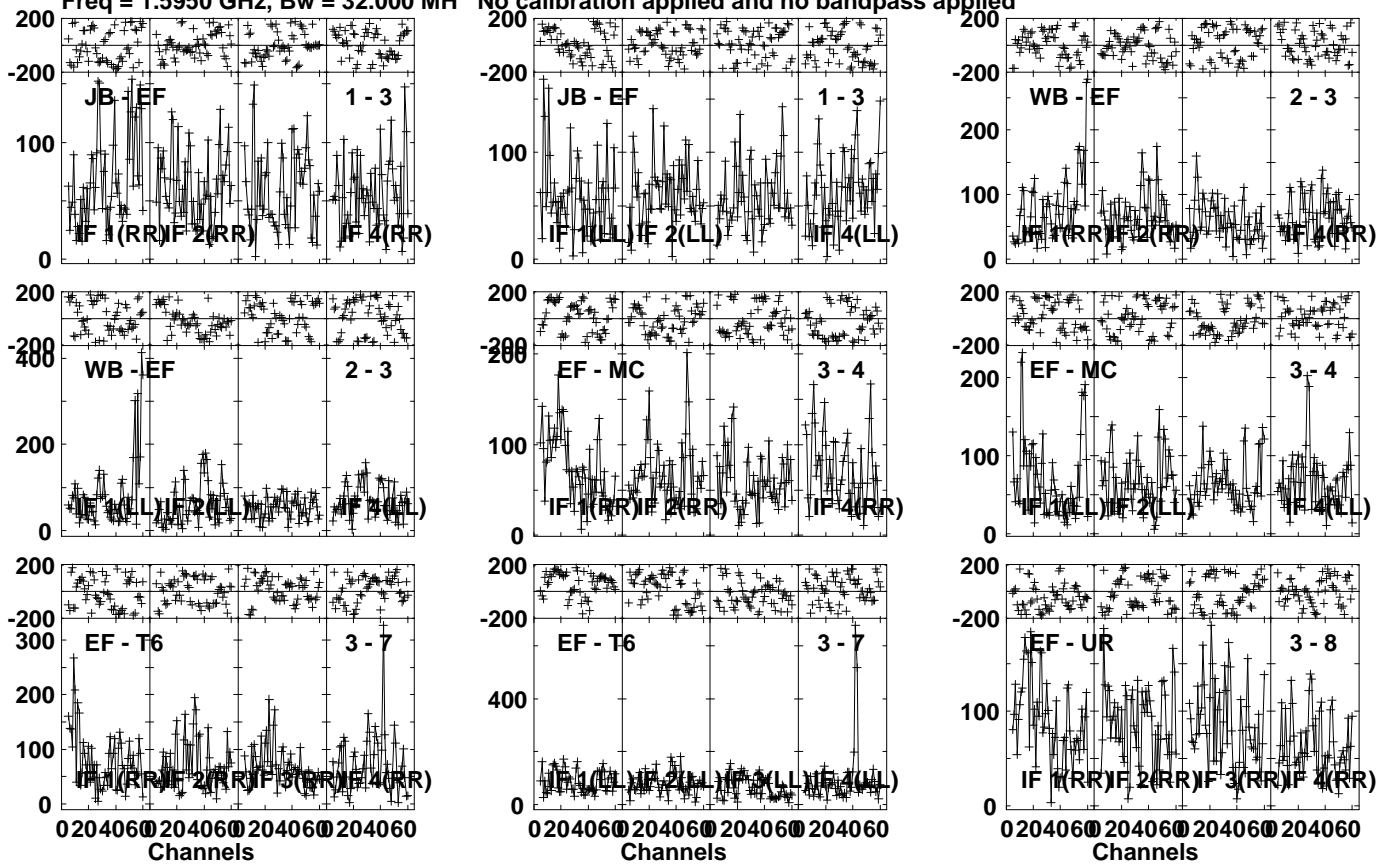 Freq = 1.5950 GHz, Bw = 32.000 MH No calibration applied and no bandpass applied
200
-200
JB - EF 1 - 3
100
IF 1(RR) IF 2(RR) IF 4(RR)
0
200
-200
JB - EF 1 - 3
100
IF 1(LL) IF 2(LL) IF 4(LL)
0
200
-200
WB - EF 2 - 3
200
100
IF 1(RR) IF 2(RR) IF 4(RR)
0
200
-200
400
WB - EF 2 - 3
200
IF 1(LL) IF 2(LL) IF 4(LL)
0
200
-200
200
EF - MC 3 - 4
100
IF 1(RR) IF 2(RR) IF 4(RR)
0
200
-200
EF - MC 3 - 4
200
100
IF 1(LL) IF 2(LL) IF 4(LL)
0
200
-200
300
EF - T6 3 - 7
200
100
IF 1(RR) IF 2(RR) IF 3(RR) IF 4(RR)
0
0 20 40 60 0 20 40 60 0 20 40 60 0 20 40 60
Channels
200
-200
EF - T6 3 - 7
400
200
IF 1(LL) IF 2(LL) IF 3(LL) IF 4(LL)
0
0 20 40 60 0 20 40 60 0 20 40 60 0 20 40 60
Channels
200
-200
EF - UR 3 - 8
100
IF 1(RR) IF 2(RR) IF 3(RR) IF 4(RR)
0
0 20 40 60 0 20 40 60 0 20 40 60 0 20 40 60
Channels